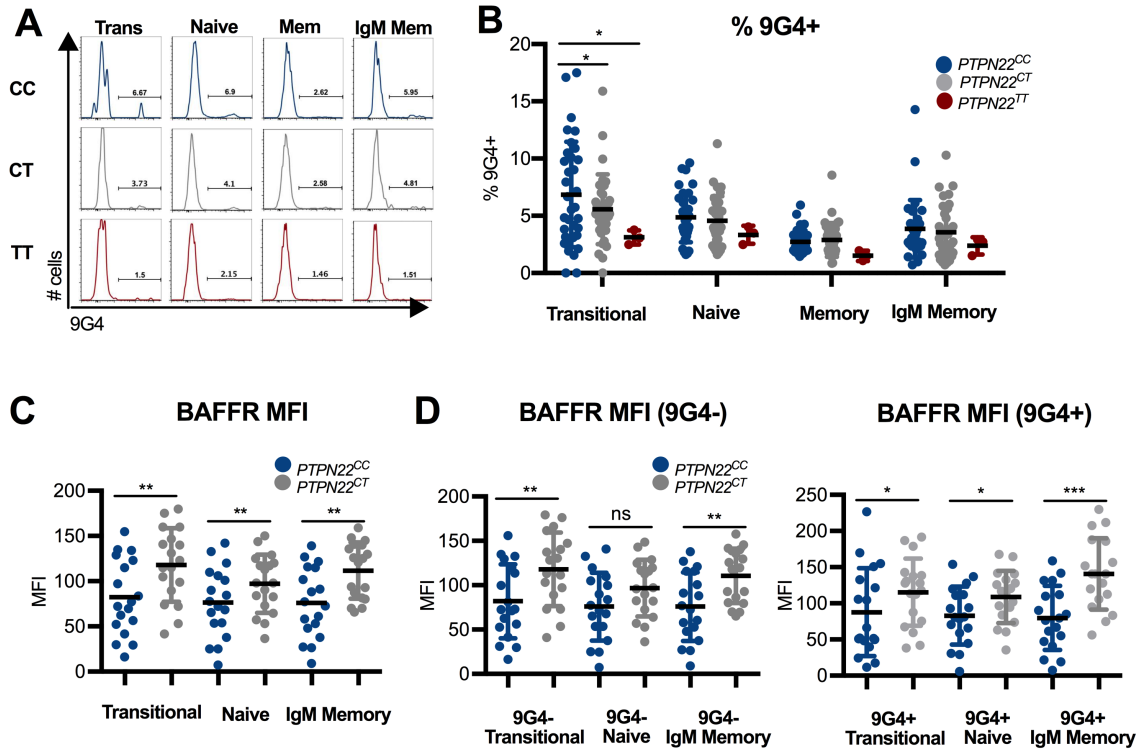 A
Trans Naive Mem IgM Mem
CC
6.67 6.9 2.62 5.95
CT
3.73 4.1 2.58 4.81
TT
1.5 2.15 1.46 1.51
# cells
9G4
B
% 9G4+
* 
*
PTPN22CC
PTPN22CT
PTPN22TT
% 9G4+
20
15
10
5
0
Transitional Naive Memory IgM Memory
C
BAFFR MFI
PTPN22CC
PTPN22CT
** ** **
MFI
200
150
100
50
0
Transitional Naive IgM Memory
D
BAFFR MFI (9G4-)
PTPN22CC
PTPN22CT
** ns **
MFI
200
150
100
50
0
9G4- 9G4- 9G4-
Transitional Naive IgM Memory
BAFFR MFI (9G4+)
* * ***
MFI
250
200
150
100
50
0
9G4+ 9G4+ 9G4+
Transitional Naive IgM Memory